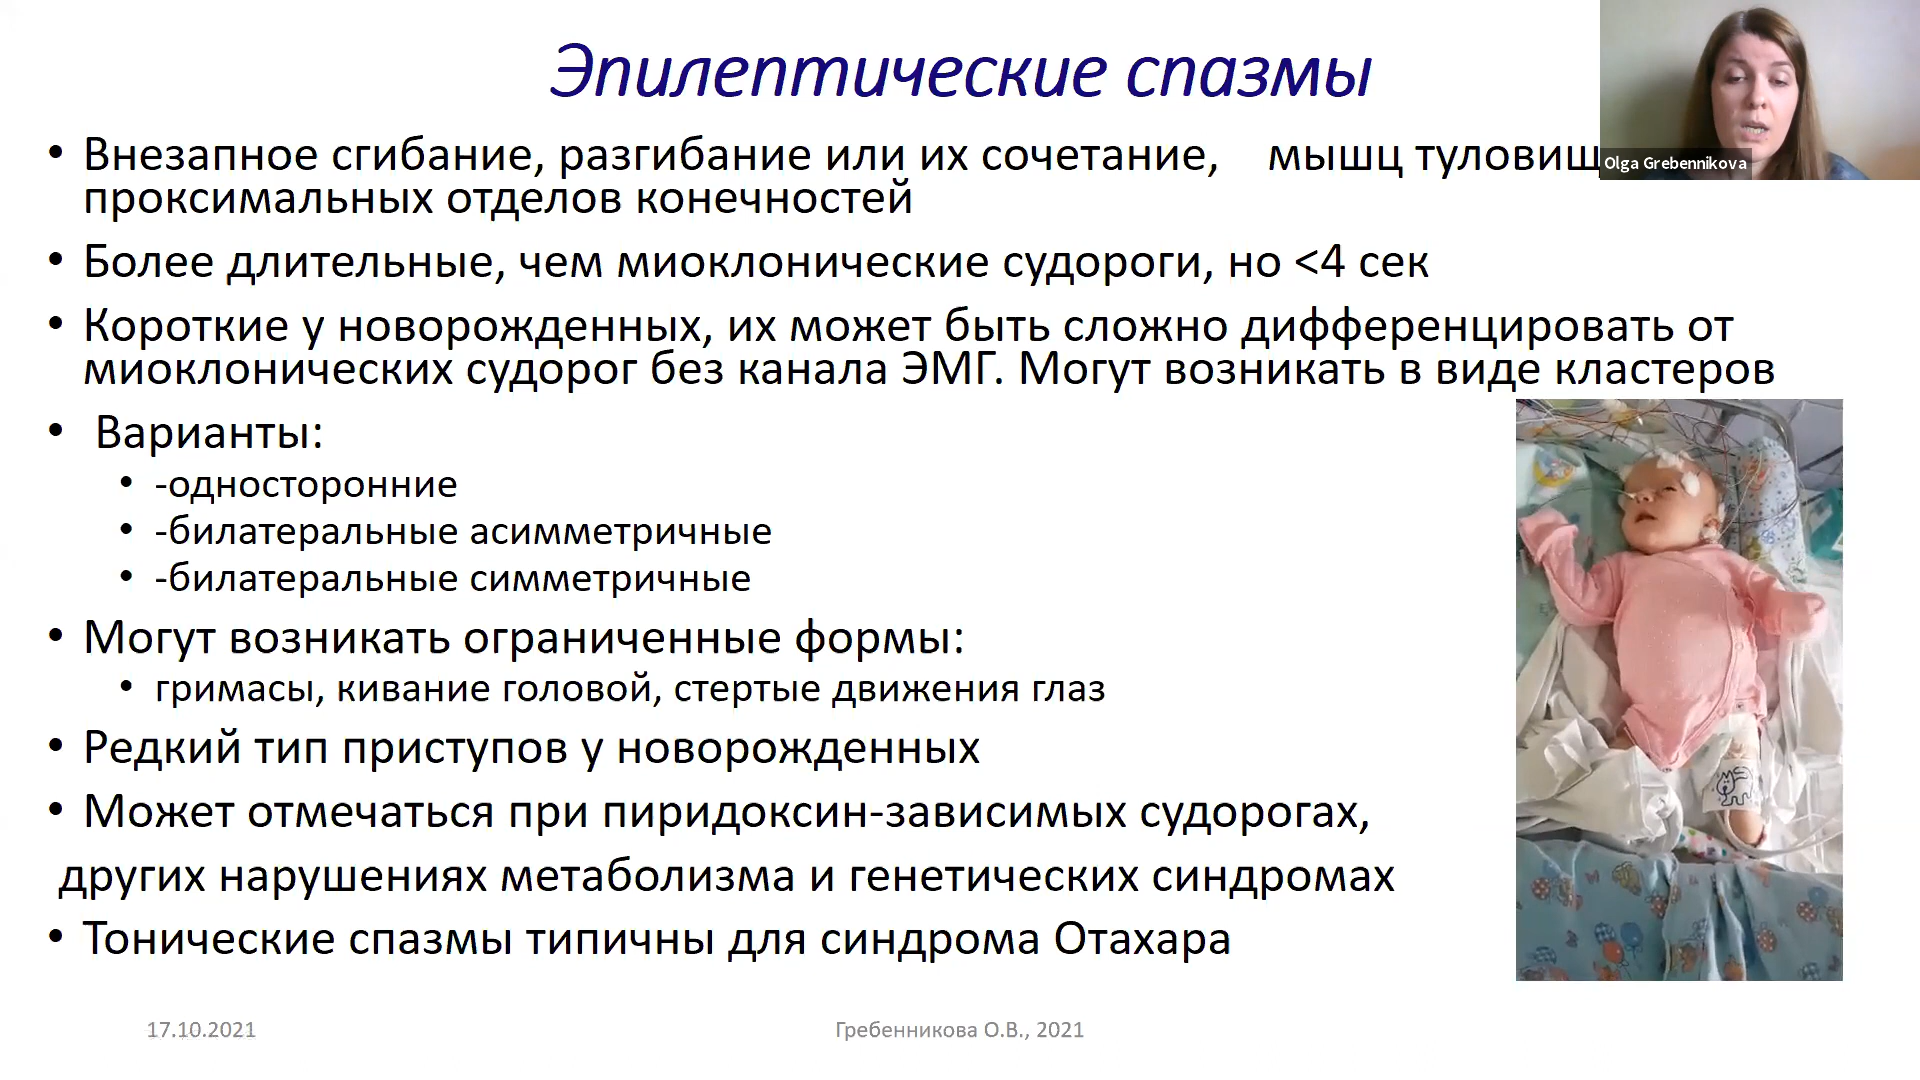 Эпилептические спазмы
Olga Grebennikova
• Внезапное сгибание, разгибание или их сочетание, мышц
проксимальных отделов конечностей
• Более длительные, чем миоклонические судороги, но <4 сек
• Короткие у новорожденных, их может быть сложно дифференцировать от
миоклонических судорог без канала ЭМГ. Могут возникать в виде кластеров
• Варианты:
• -односторонние
• -билатеральные асимметричные
• -билатеральные симметричные
• Могут возникать ограниченные формы:
• гримасы, кивание головой, стертые движения глаз
• Редкий тип приступов у новорожденных
• Может отмечаться при пиридоксин-зависимых судорогах,
других нарушениях метаболизма и генетических синдромах
• Тонические спазмы типичны для синдрома Отахара
17.10.2021
Гребенникова О.В., 2021